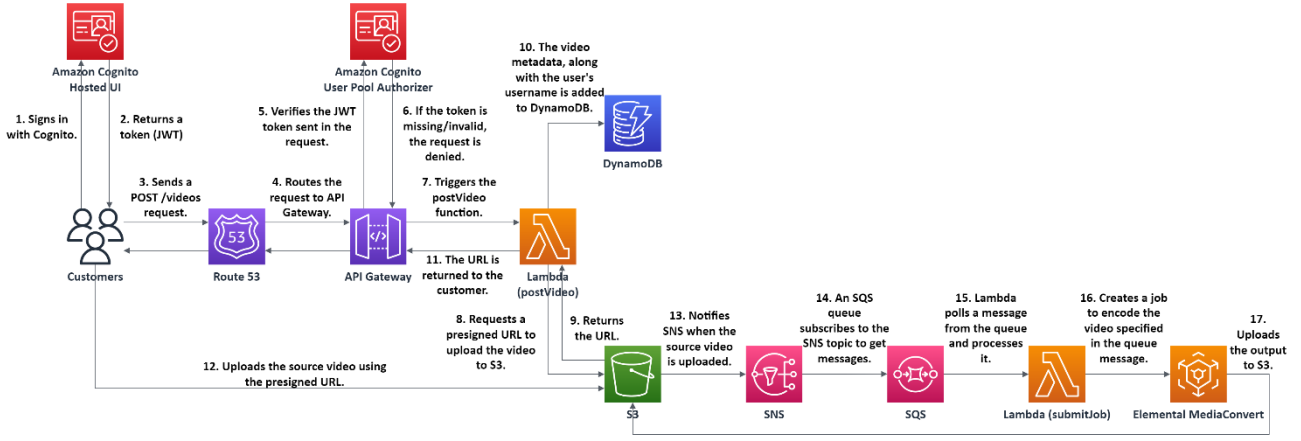 Amazon Cognito
Hosted UI
1. Signs in
with Cognito.
2. Returns a
token (JWT)
Amazon Cognito
User Pool Authorizer
5. Verifies the JWT
token sent in the
request.
6. If the token is
missing/invalid,
the request is
denied.
10. The video
metadata, along
with the user's
username is added
to DynamoDB.
DynamoDB
3. Sends a
POST /videos
request.
4. Routes the
request to API
Gateway.
7. Triggers the
postVideo
function.
53
Customers
Route 53
API Gateway
Lambda
(postVideo)
11. The URL is
returned to the
customer.
8. Requests a
presigned URL to
upload the video
to S3.
9. Returns
the URL.
12. Uploads the source video using
the presigned URL.
13. Notifies
SNS when the
source video
is uploaded.
14. An SQS
queue
subscribes to the
SNS topic to get
messages.
15. Lambda
polls a message
from the queue
and processes
it.
16. Creates a job
to encode the
video specified
in the queue
message.
17.
Uploads
the output
to S3.
S3
SNS
SQS
Lambda (submitJob)
Elemental MediaConvert